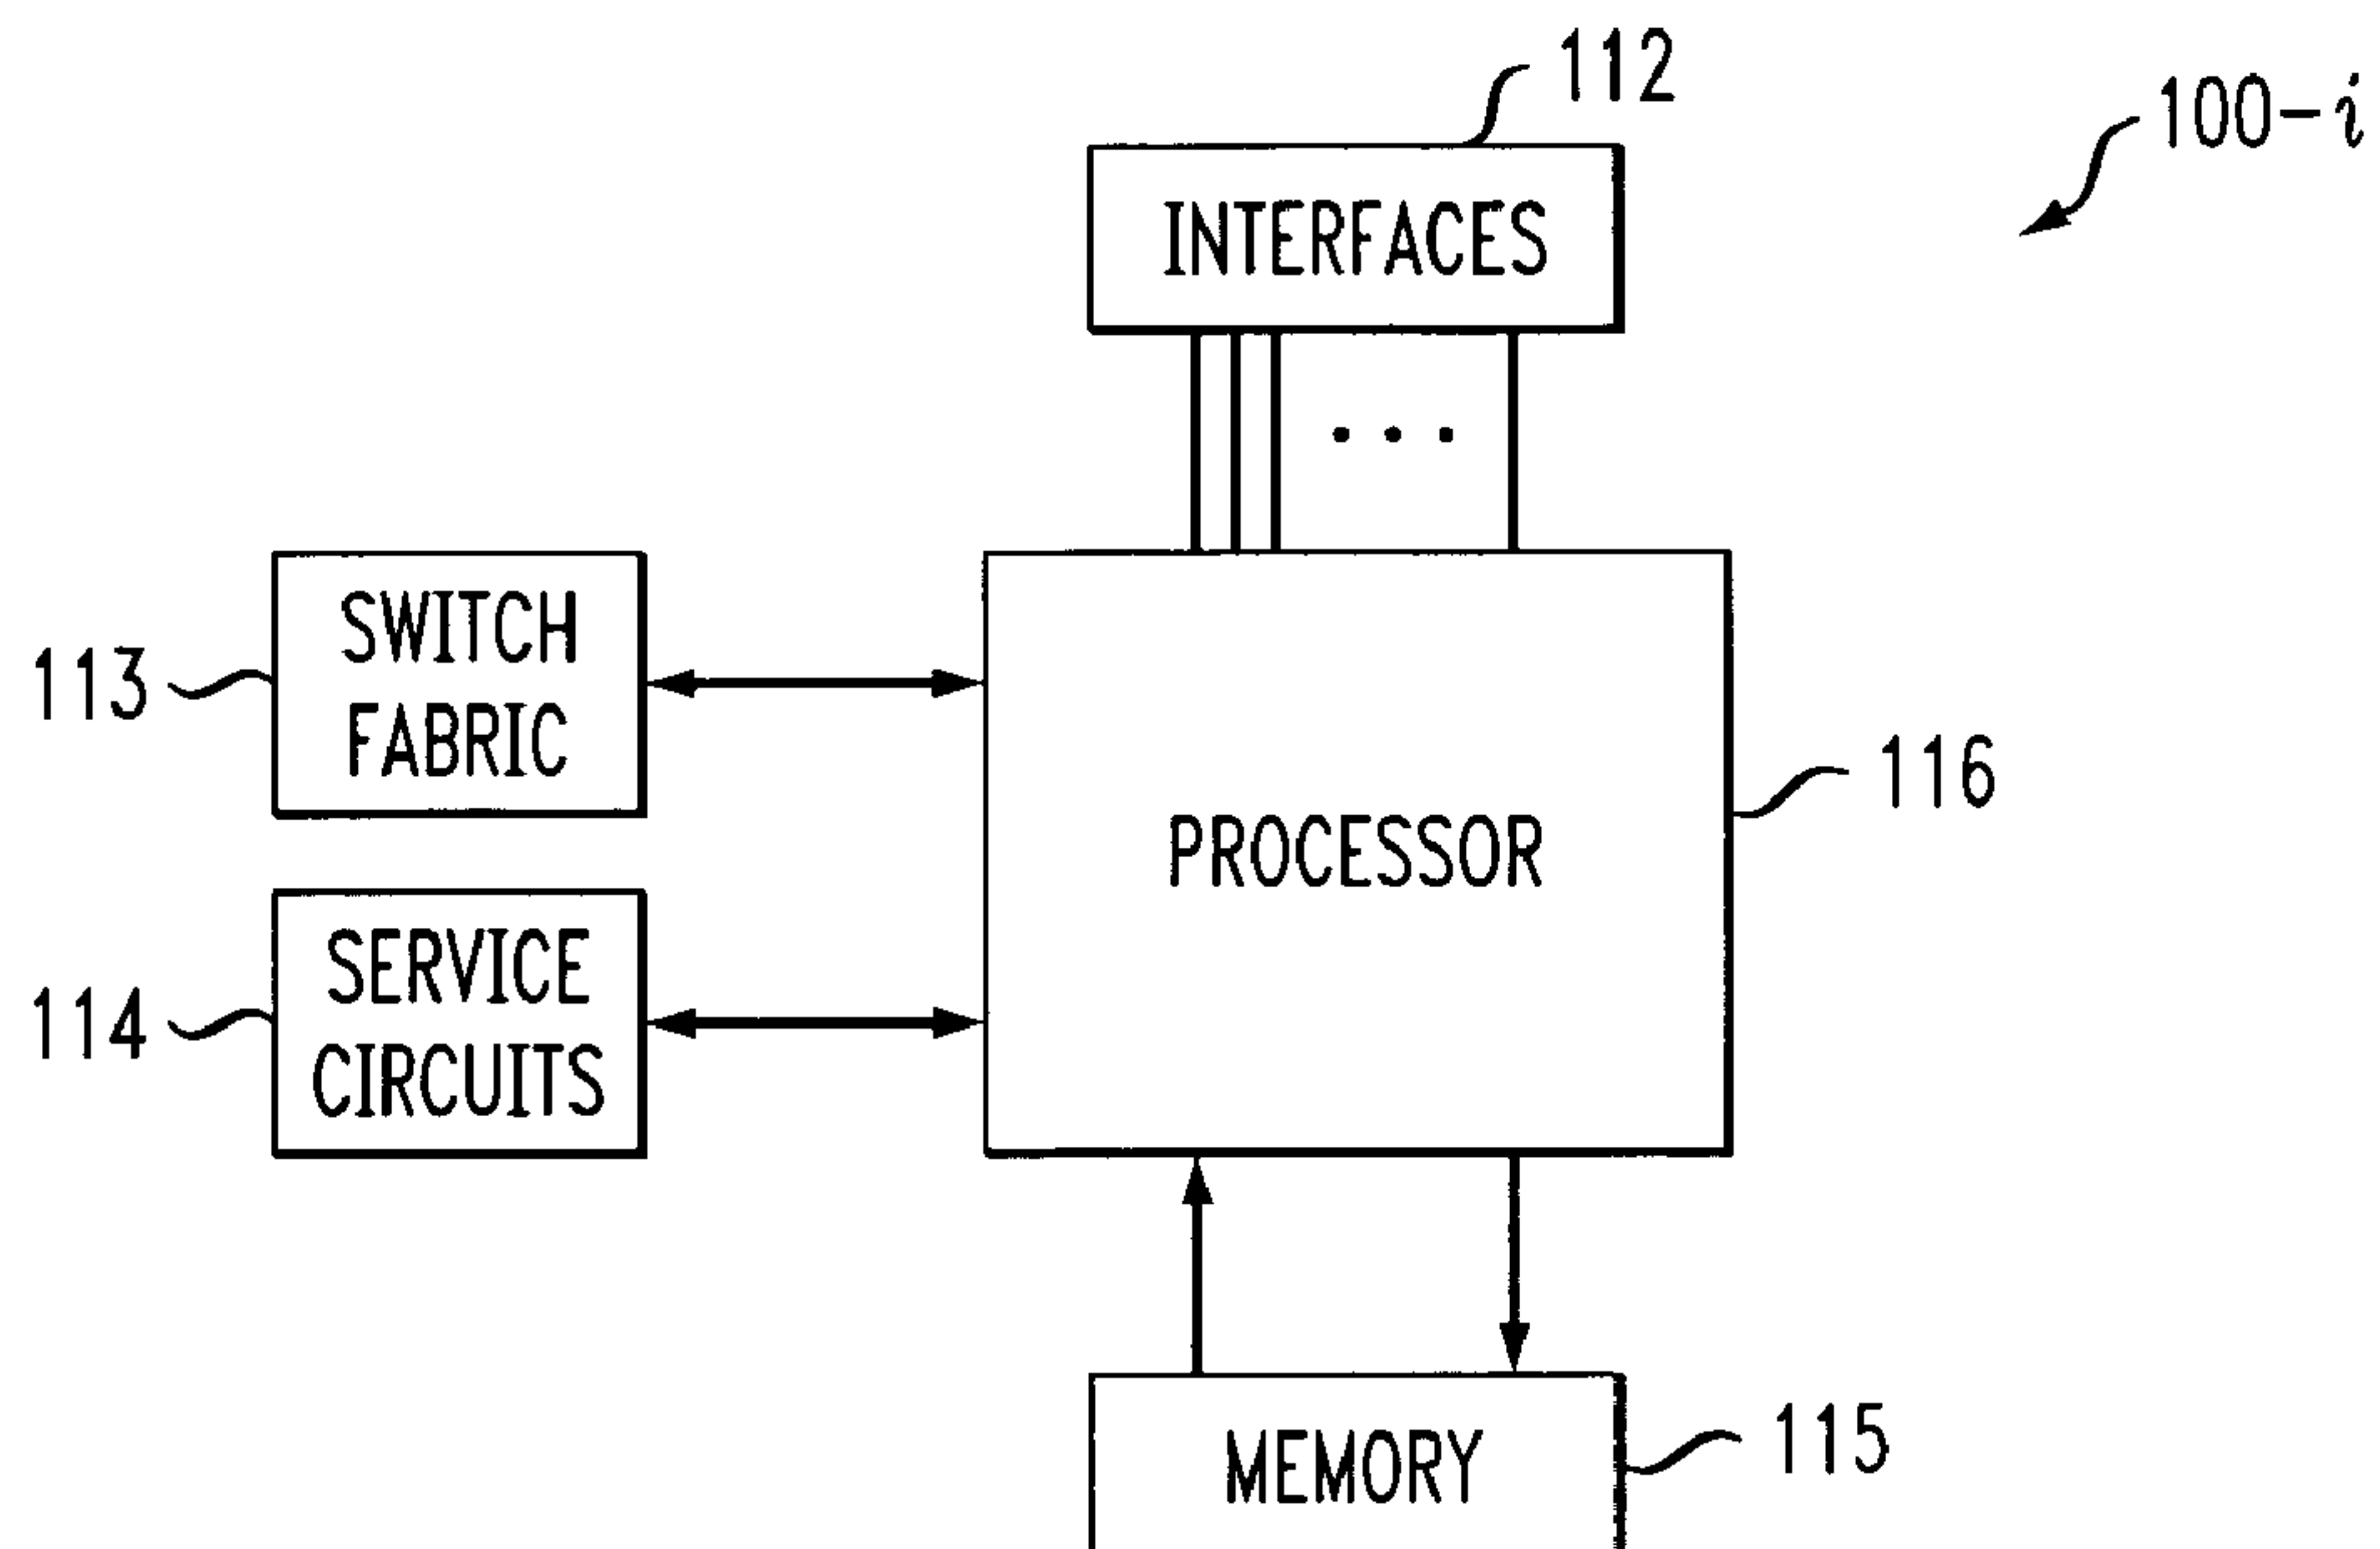 112
100-i
INTERFACES
. . .
SWITCH
FABRIC
113
116
PROCESSOR
SERVICE
CIRCUITS
114
MEMORY
115